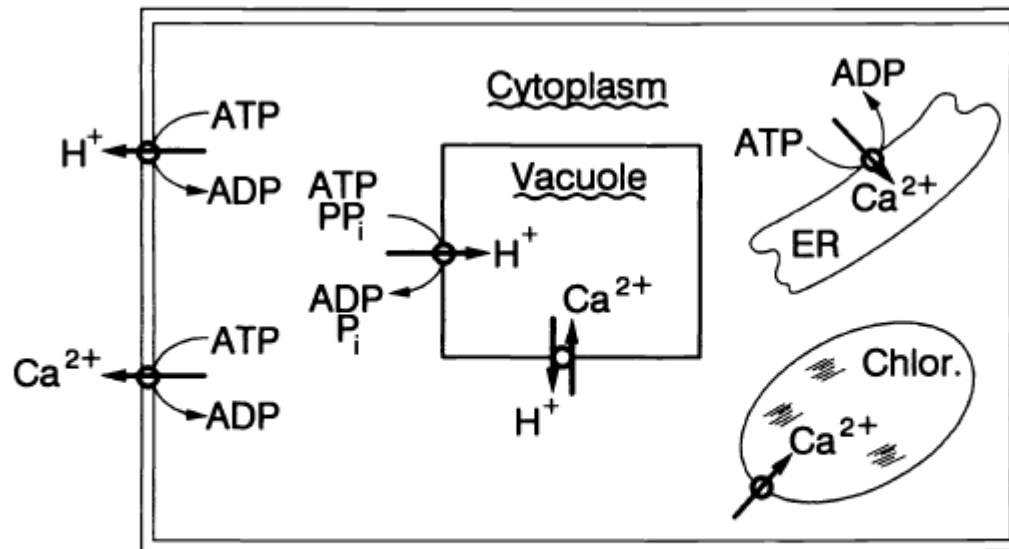 Cytoplasm
ADP
ATP
H⁺
ADP
ATP
Vacuole
Ca²⁺
ER
ATP
PPᵢ
H⁺
ADP
Pᵢ
Ca²⁺
H⁺
ATP
Ca²⁺
ADP
Chlor.
Ca²⁺